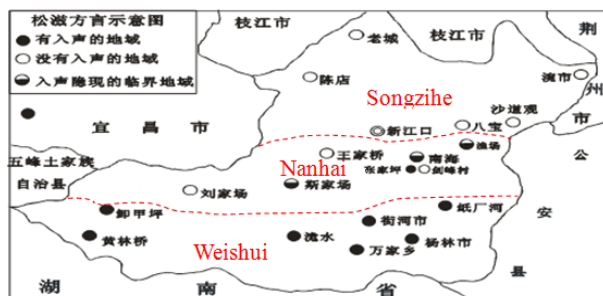 松滋方言示意图
有入声的地域
没有入声的地域
入声隐现的临界地域
枝江市
枝江市
荆
州
市
老城
陈店
涴市
Songzihe
沙道观
宜昌市
新江口
八宝
渔场
公
王家桥
南海
五峰土家族
自治县
Nanhai
张家坪
剑峰村
刘家场
斯家场
卸甲坪
纸厂河
安
街河市
黄林桥
洈水
杨林市
Weishui
万家乡
县
湖南省